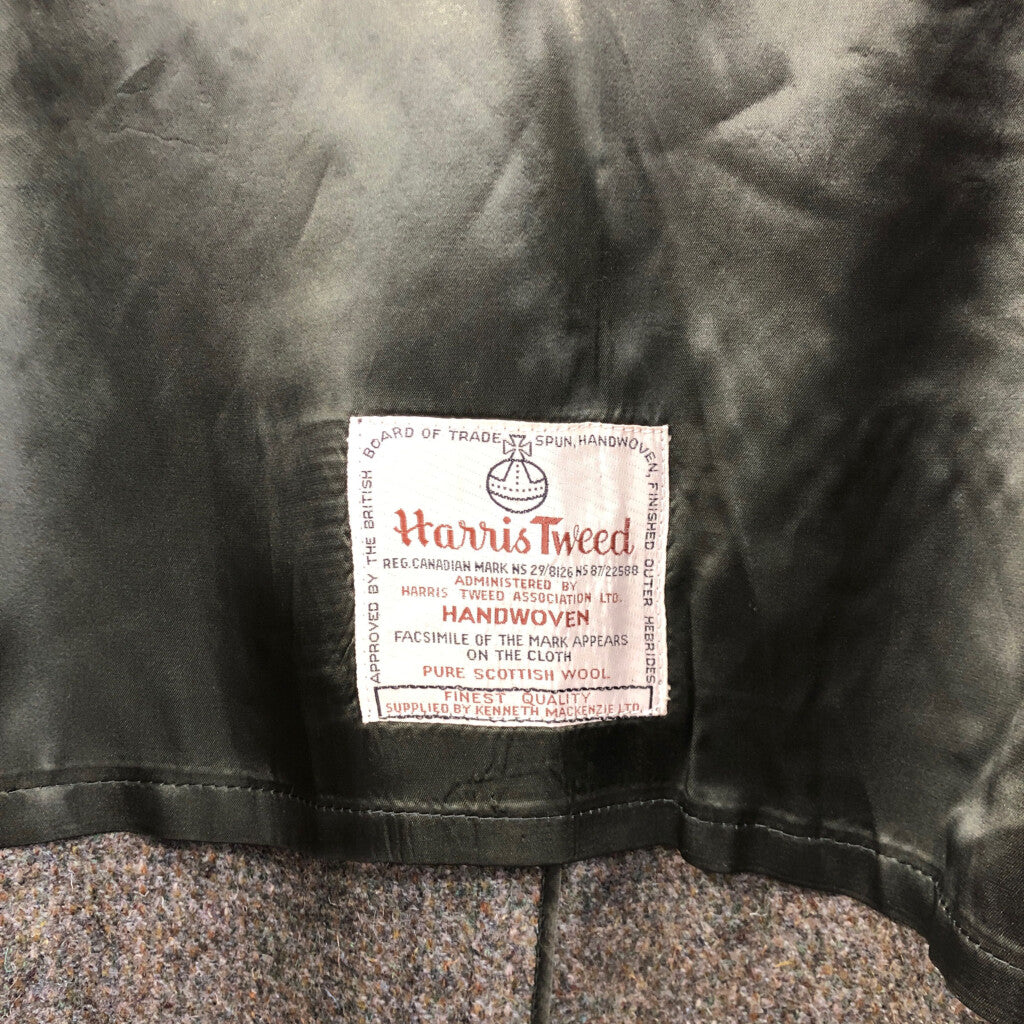 APPROVED BY THE BRITISH BOARD OF TRADE SPUN, HANDWOVEN, FINISHED OUTER HEBRIDES
Harris Tweed
REG. CANADIAN MARK NS 29/8126 NS 87/22588
ADMINISTERED BY
HARRIS TWEED ASSOCIATION LTD.
HANDWOVEN
FACSIMILE OF THE MARK APPEARS
ON THE CLOTH
PURE SCOTTISH WOOL
FINEST QUALITY
SUPPLIED BY KENNETH MACKENZIE LTD.